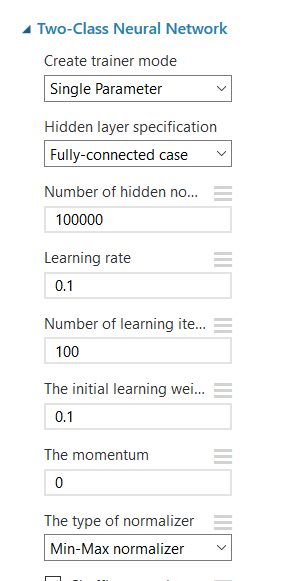 Two-Class Neural Network
Create trainer mode
Single Parameter
Hidden layer specification
Fully-connected case
Number of hidden no...
100000
Learning rate
0.1
Number of learning ite...
100
The initial learning wei...
0.1
The momentum
0
The type of normalizer
Min-Max normalizer